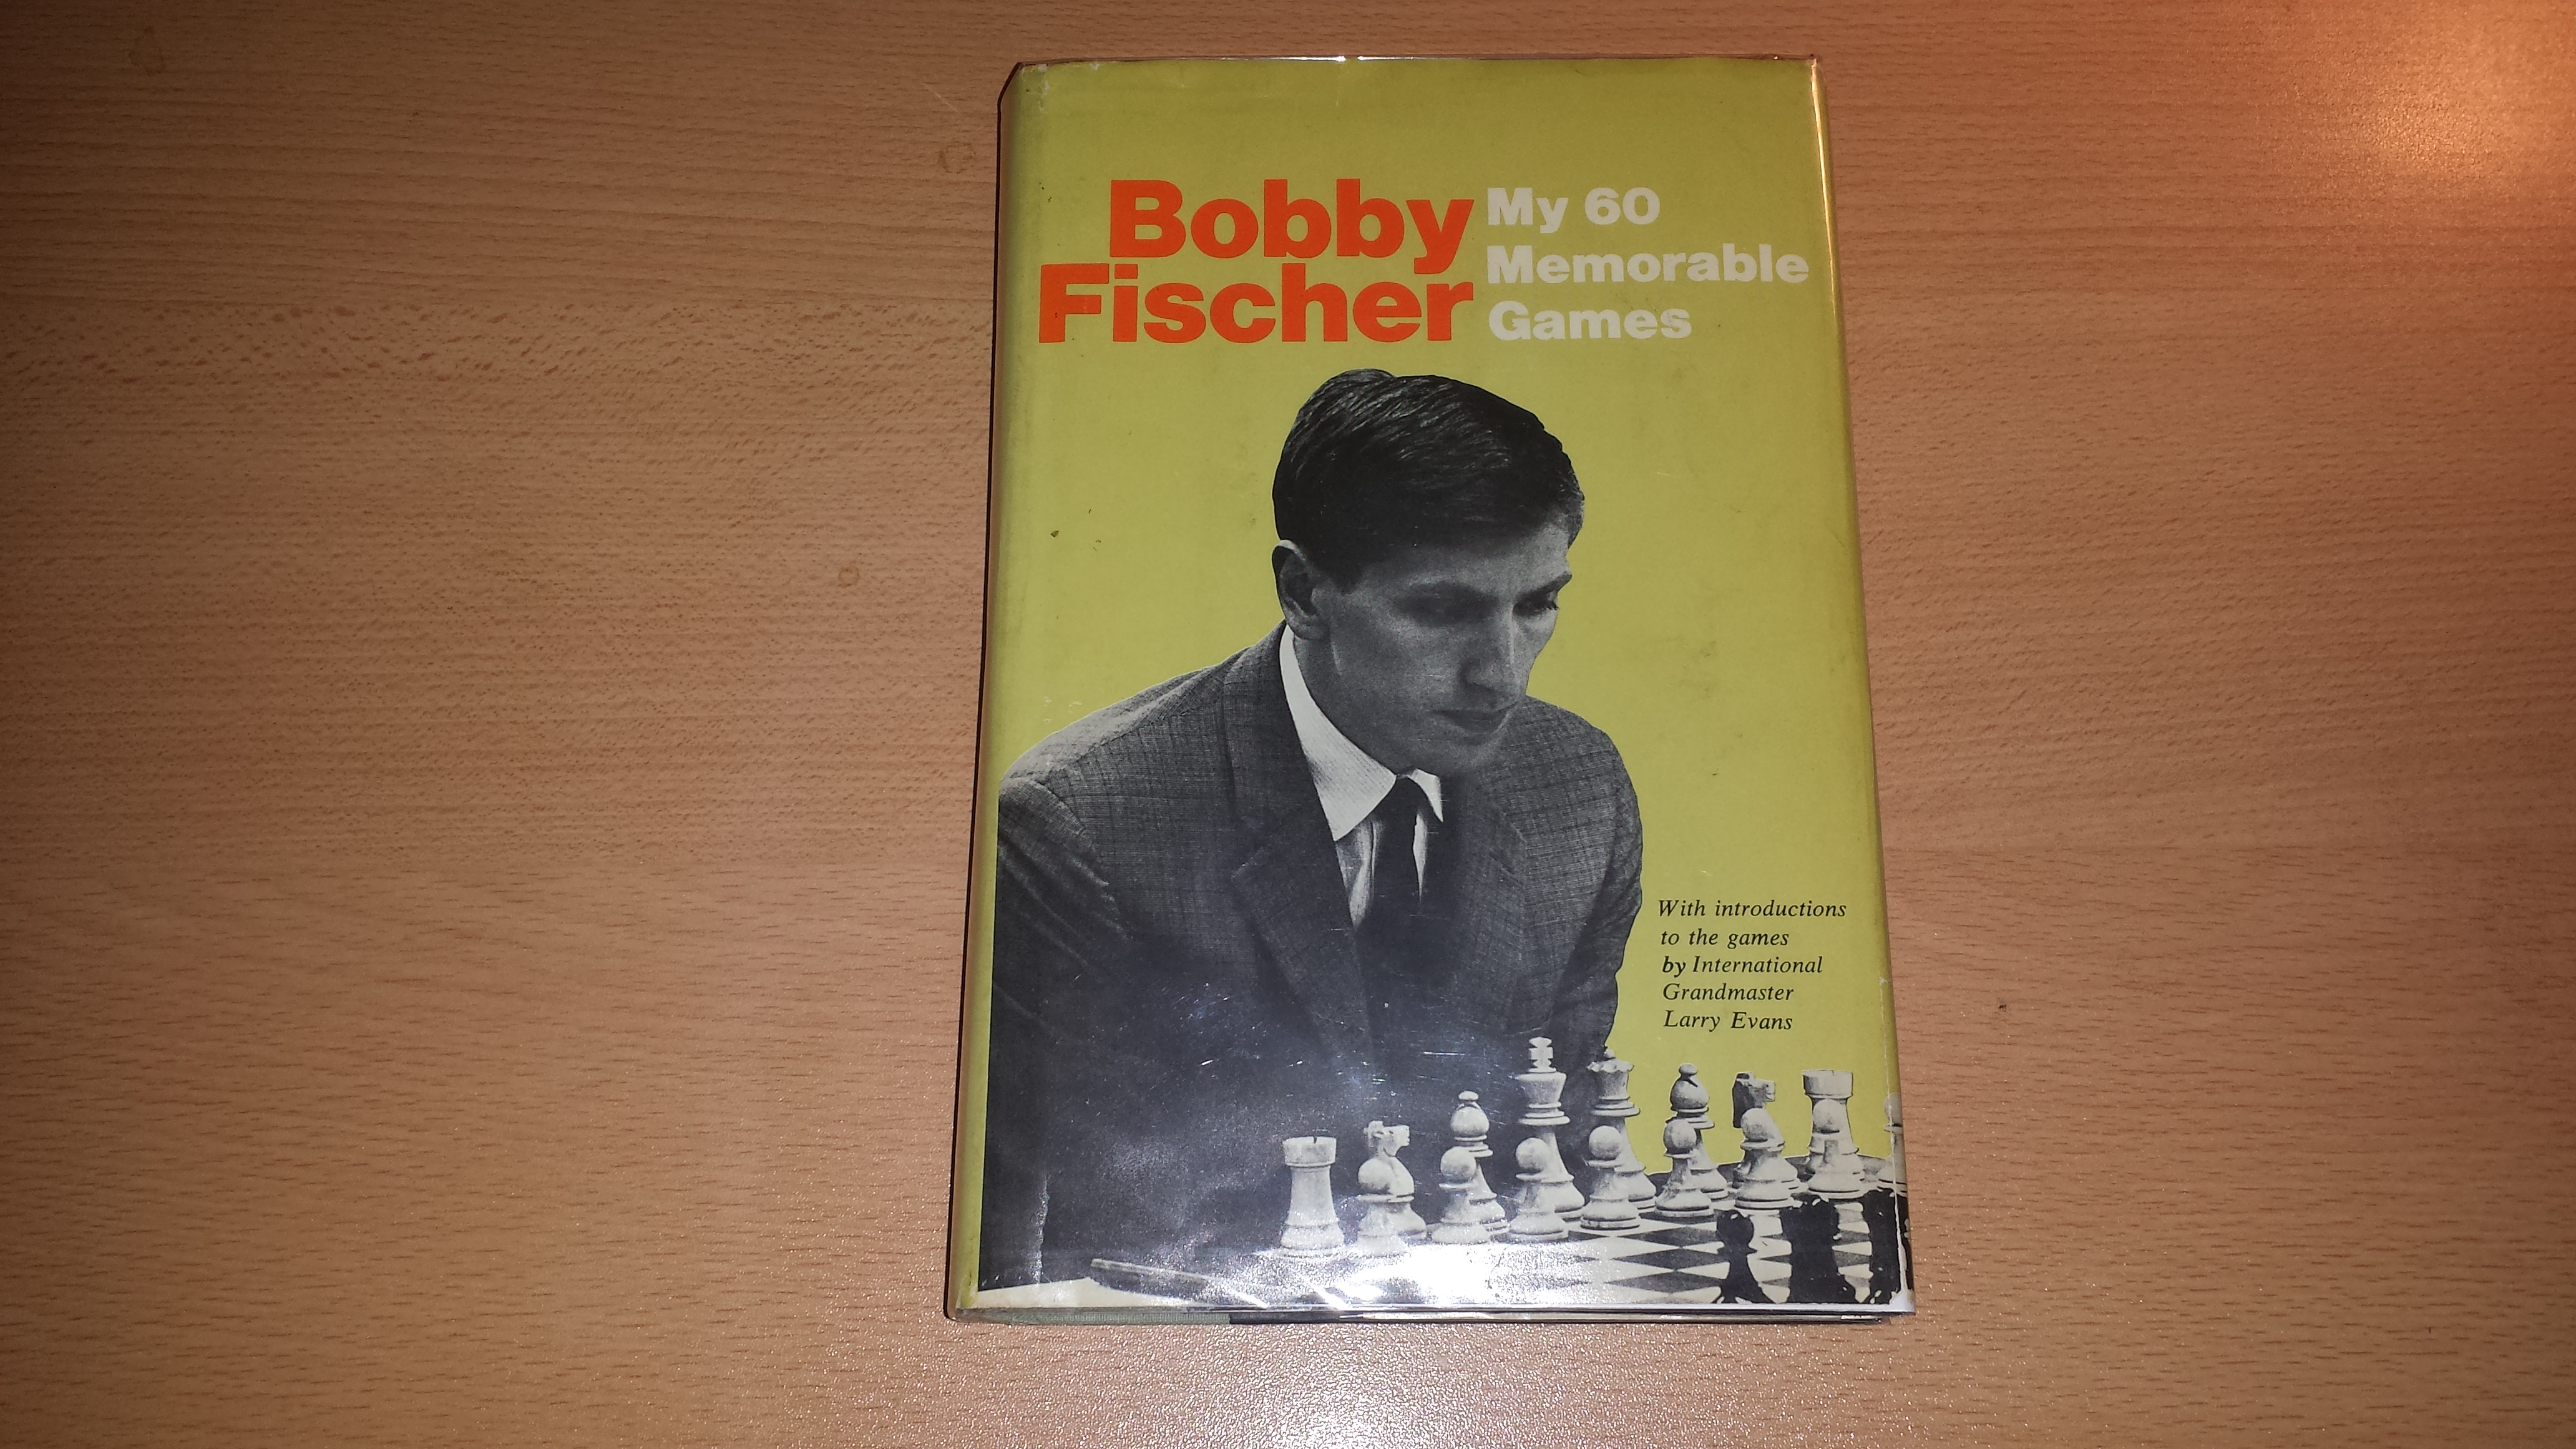 Bobby
Fischer
My 60
Memorable
Games
With introductions
to the games
by International
Grandmaster
Larry Evans